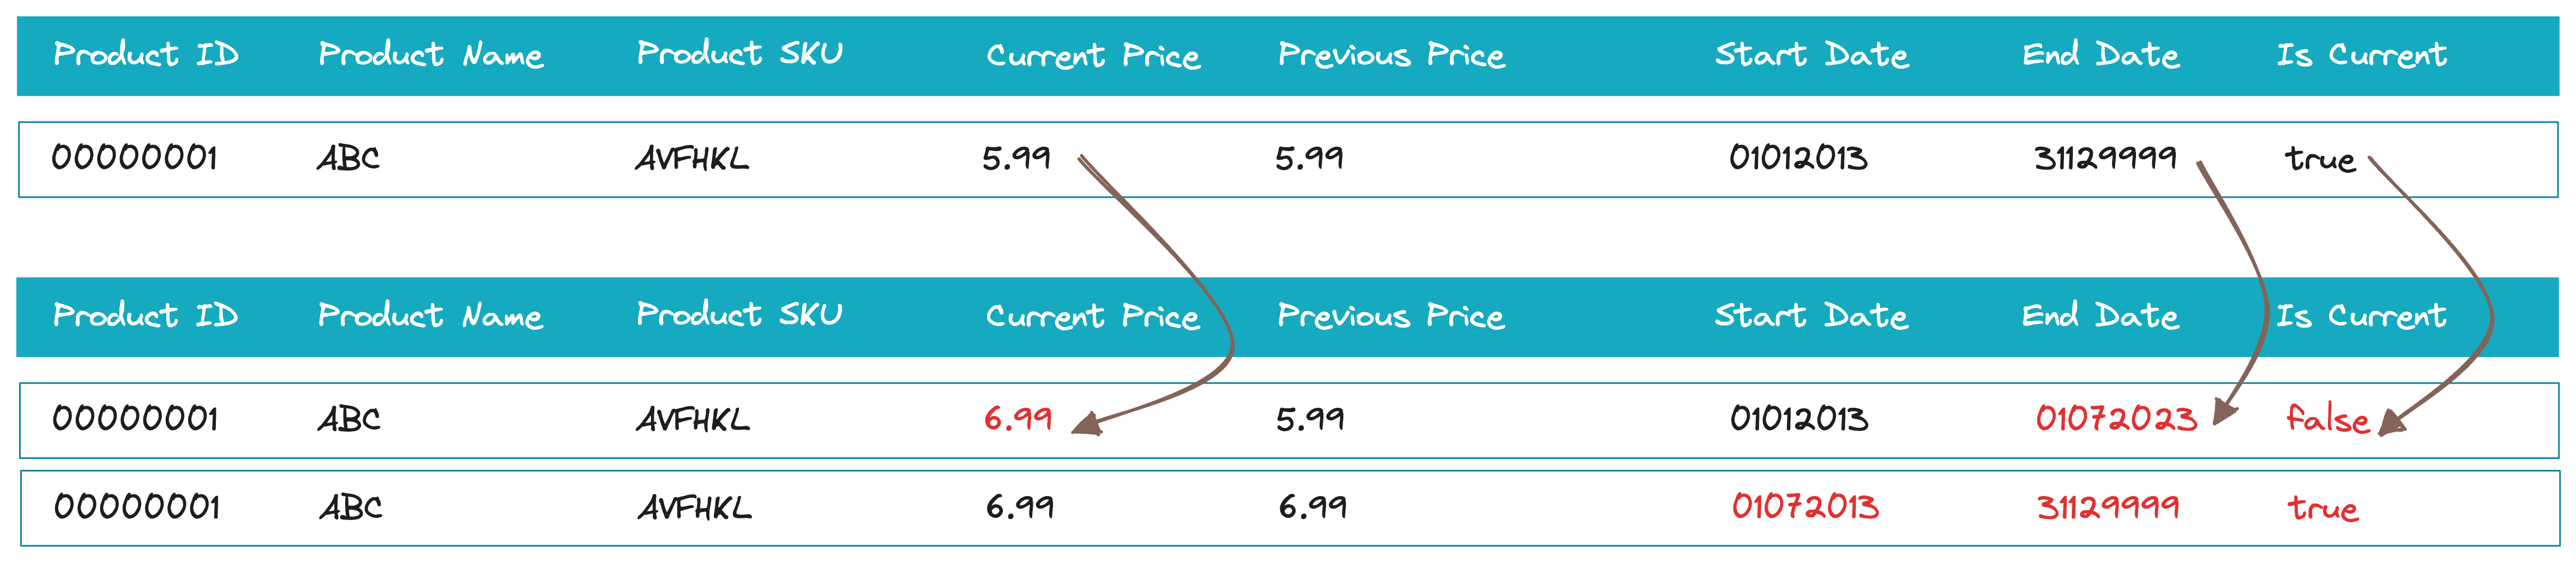 Product ID Product Name Product SKU Current Price Previous Price Start Date End Date Is Current
00000001 ABC AVFHKL 5.99 5.99 01012013 31129999 true
Product ID Product Name Product SKU Current Price Previous Price Start Date End Date Is Current
00000001 ABC AVFHKL 6.99 5.99 01012013 01072023 false
00000001 ABC AVFHKL 6.99 6.99 01072013 31129999 true